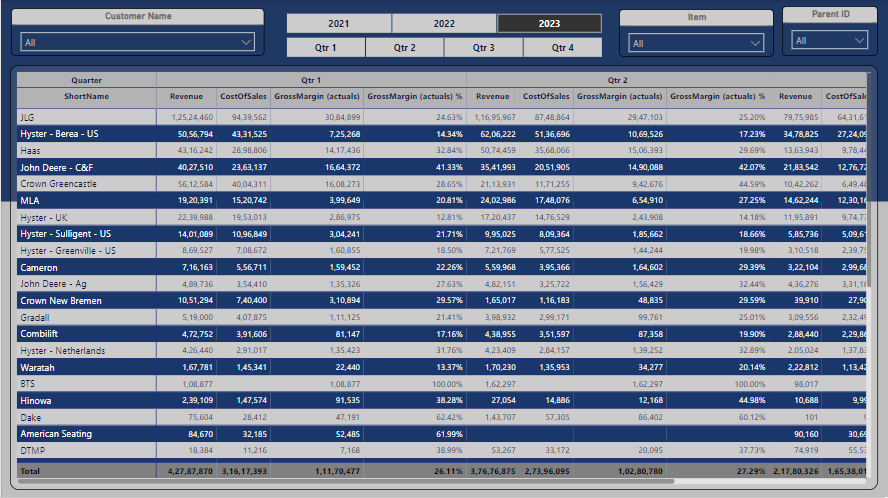 Customer Name
All
2021 2022 2023
Qtr 1 Qtr 2 Qtr 3 Qtr 4
Item
All
Parent ID
All
Quarter Qtr 1 Qtr 2
ShortName Revenue CostOfSales GrossMargin (actuals) GrossMargin (actuals) % Revenue CostOfSales GrossMargin (actuals) GrossMargin (actuals) % Revenue CostOfSale
JLG 1,25,24,460 94,39,562 30,84,899 24.63% 1,16,95,967 87,48,864 29,47,103 25.20% 79,75,985 64,31,61
Hyster - Berea - US 50,56,794 43,31,525 7,25,268 14.34% 62,06,222 51,36,696 10,69,526 17.23% 34,78,825 27,24,09
Haas 43,16,242 28,98,806 14,17,436 32.84% 50,74,459 35,68,066 15,06,393 29.69% 13,63,943 9,78,44
John Deere - C&F 40,27,510 23,63,137 16,64,372 41.33% 35,41,993 20,51,905 14,90,088 42.07% 21,83,542 12,76,72
Crown Greencastle 56,12,584 40,04,311 16,08,273 28.65% 21,13,931 11,71,255 9,42,676 44.59% 10,42,262 6,49,48
MLA 19,20,391 15,20,742 3,99,649 20.81% 24,02,986 17,48,076 6,54,910 27.25% 14,62,244 12,30,16
Hyster - UK 22,39,988 19,53,013 2,86,975 12.81% 17,20,437 14,76,529 2,43,908 14.18% 11,95,891 9,74,73
Hyster - Sulligent - US 14,01,089 10,96,849 3,04,241 21.71% 9,95,025 8,09,364 1,85,662 18.66% 5,85,736 5,09,61
Hyster - Greenville - US 8,69,527 7,08,672 1,60,855 18.50% 7,21,769 5,77,525 1,44,244 19.98% 3,10,518 2,39,75
Cameron 7,16,163 5,56,711 1,59,452 22.26% 5,59,968 3,95,366 1,64,602 29.39% 3,22,104 2,99,68
John Deere - Ag 4,89,736 3,54,410 1,35,326 27.63% 4,82,151 3,25,722 1,56,429 32.44% 4,36,276 3,31,16
Crown New Bremen 10,51,294 7,40,400 3,10,894 29.57% 1,65,017 1,16,183 48,835 29.59% 39,910 27,90
Gradall 5,19,000 4,07,875 1,11,125 21.41% 3,98,932 2,99,171 99,761 25.01% 3,09,556 2,32,49
Combilift 4,72,752 3,91,606 81,147 17.16% 4,38,955 3,51,597 87,358 19.90% 2,88,440 2,29,86
Hyster - Netherlands 4,26,440 2,91,017 1,35,423 31.76% 4,23,409 2,84,157 1,39,252 32.89% 2,05,024 1,37,83
Waratah 1,67,781 1,45,341 22,440 13.37% 1,70,230 1,35,953 34,277 20.14% 2,22,812 1,13,42
BTS 1,08,877 1,08,877 100.00% 1,62,297 1,62,297 100.00% 98,017
Hinowa 2,39,109 1,47,574 91,535 38.28% 27,054 14,886 12,168 44.98% 10,688 9,99
Dake 75,604 28,412 47,191 62.42% 1,43,707 57,305 86,402 60.12% 101
American Seating 84,670 32,185 52,485 61.99% 90,160 30,69
DTMP 18,384 11,216 7,168 38.99% 53,267 33,172 20,095 37.73% 74,919 55,53
Total 4,27,87,870 3,16,17,393 1,11,70,477 26.11% 3,76,76,875 2,73,96,095 1,02,80,780 27.29% 2,17,80,326 1,65,38,01